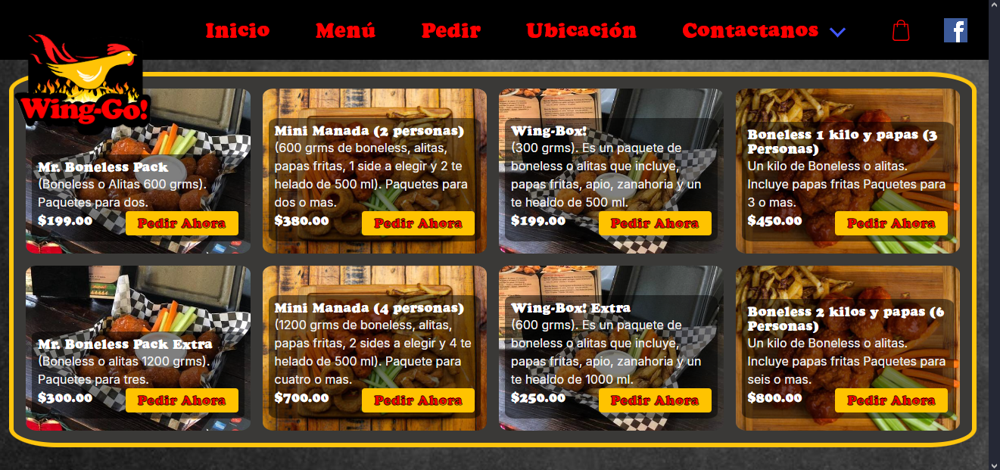 Inicio
Menú
Pedir
Ubicación
Contactanos
f
Wing-Go!
Mr. Boneless Pack
(Boneless o Alitas 600 grms).
Paquetes para dos.
$199.00
Pedir Ahora
Mini Manada (2 personas)
(600 grms de boneless, alitas,
papas fritas, 1 side a elegir y 2 te
helado de 500 ml). Paquetes para
dos o mas.
$380.00
Pedir Ahora
Wing-Box!
(300 grms). Es un paquete de
boneless o alitas que incluye,
papas fritas, apio, zanahoria y un
te healdo de 500 ml.
$199.00
Pedir Ahora
Boneless 1 kilo y papas (3
Personas)
Un kilo de Boneless o alitas.
Incluye papas fritas Paquetes para
3 o mas.
$450.00
Pedir Ahora
Mr. Boneless Pack Extra
(Boneless o alitas 1200 grms).
Paquetes para tres.
$300.00
Pedir Ahora
Mini Manada (4 personas)
(1200 grms de boneless, alitas,
papas fritas, 2 sides a elegir y 4 te
helado de 500 ml). Paquete para
cuatro o mas.
$700.00
Pedir Ahora
Wing-Box! Extra
(600 grms). Es un paquete de
boneless o alitas que incluye,
papas fritas, apio, zanahoria y un
te healdo de 1000 ml.
$250.00
Pedir Ahora
Boneless 2 kilos y papas (6
Personas)
Un kilo de Boneless o alitas.
Incluye papas fritas Paquetes para
seis o mas.
$800.00
Pedir Ahora